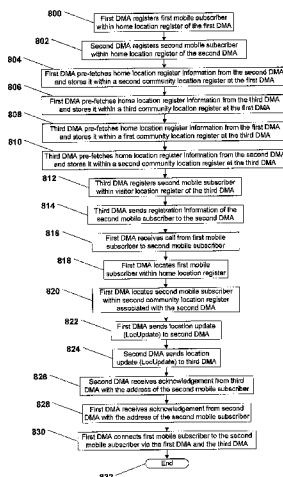 800
First DMA registers first mobile subscriber
within home location register of the first DMA
802
Second DMA registers second mobile subscriber
within home location register of the second DMA
804
First DMA pre-fetches home location register information from the second DMA
and stores it within a second community location register at the first DMA
806
First DMA pre-fetches home location register information from the third DMA
and stores it within a third community location register at the first DMA
808
Third DMA pre-fetches home location register information from the first DMA
and stores it within a first community location register at the third DMA
810
Third DMA pre-fetches home location register information from the second DMA
and stores it within a second community location register at the third DMA
812
Third DMA registers second mobile subscriber
within visitor location register of the third DMA
814
Third DMA sends registration information of the
second mobile subscriber to the second DMA
816
First DMA receives call from first mobile
subscriber to second mobile subscriber
818
First DMA locates first mobile
subscriber within home location register
820
First DMA locates second mobile subscriber
within second community location register
associated with the second DMA
822
First DMA sends location update
(LocUpdate) to second DMA
824
Second DMA sends location
update (LocUpdate) to third DMA
826
Second DMA receives acknowledgement from third
DMA with the address of the second mobile subscriber
828
First DMA receives acknowledgement from second
DMA with the address of the second mobile subscriber
830
First DMA connects first mobile subscriber to the second
mobile subscriber via the first DMA and the third DMA
End
832